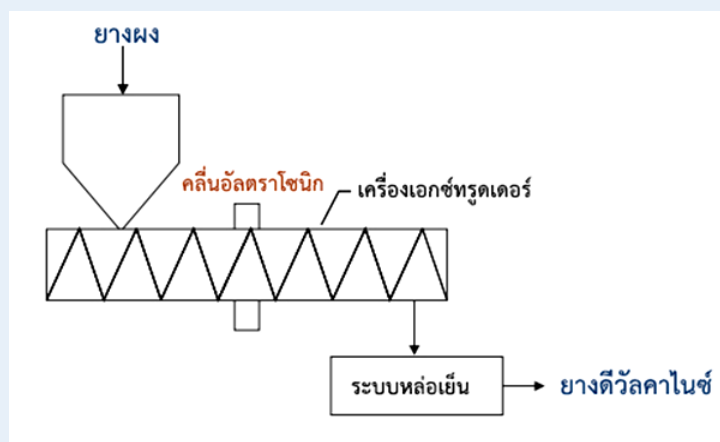 ยางผง
คลื่นอัลตราโซนิก
เครื่องเอกซ์ทรูดเดอร์
ระบบหล่อเย็น
ยางดีวัลคาไนซ์